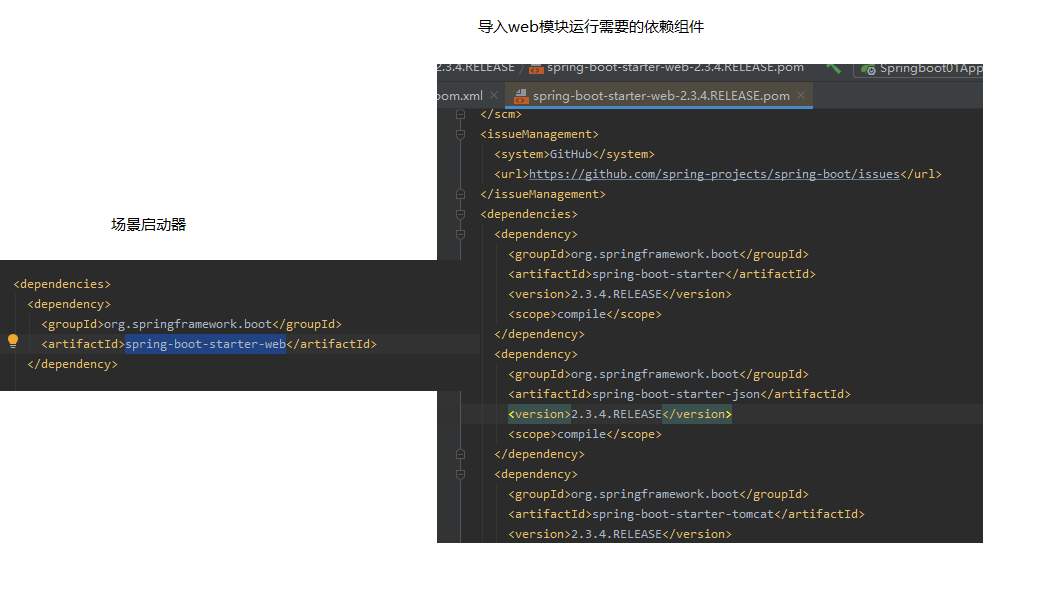 导入web模块运行需要的依赖组件
2.3.4.RELEASE / spring-boot-starter-web-2.3.4.RELEASE.pom
Springboot01App
pom.xml
spring-boot-starter-web-2.3.4.RELEASE.pom
</scm>
<issueManagement>
<system>GitHub</system>
<url>https://github.com/spring-projects/spring-boot/issues</url>
</issueManagement>
<dependencies>
<dependency>
<groupId>org.springframework.boot</groupId>
<artifactId>spring-boot-starter</artifactId>
<version>2.3.4.RELEASE</version>
<scope>compile</scope>
</dependency>
<dependency>
<groupId>org.springframework.boot</groupId>
<artifactId>spring-boot-starter-json</artifactId>
<version>2.3.4.RELEASE</version>
<scope>compile</scope>
</dependency>
<dependency>
<groupId>org.springframework.boot</groupId>
<artifactId>spring-boot-starter-tomcat</artifactId>
<version>2.3.4.RELEASE</version>
场景启动器
<dependencies>
<dependency>
<groupId>org.springframework.boot</groupId>
<artifactId>spring-boot-starter-web</artifactId>
</dependency>